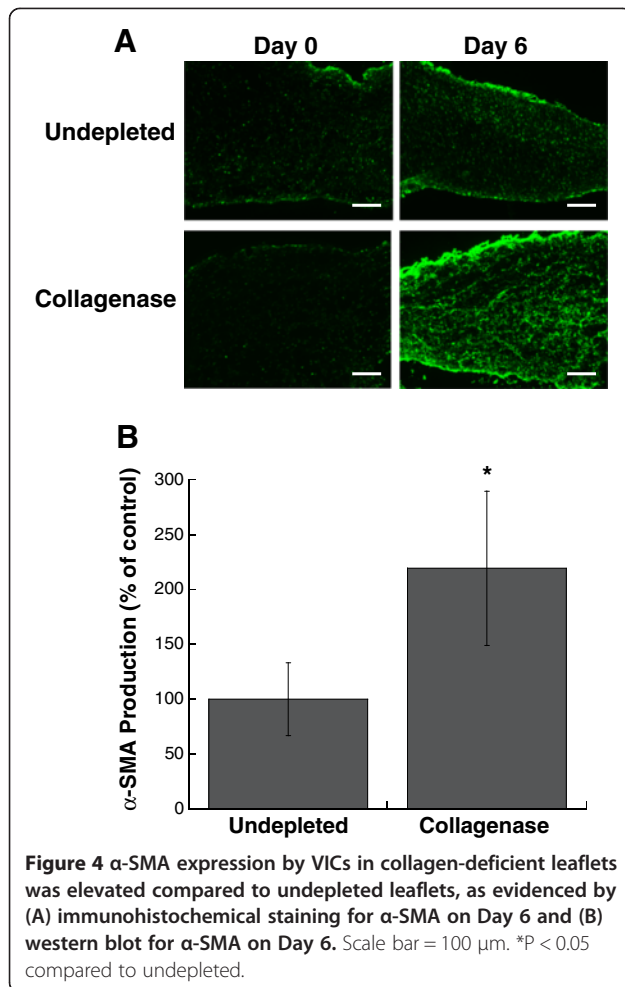 A
Day 0
Day 6
Undepleted
Collagenase
B
*
α-SMA Production (% of control)
300
250
200
150
100
50
0
Undepleted
Collagenase
Figure 4 α-SMA expression by VICs in collagen-deficient leaflets
was elevated compared to undepleted leaflets, as evidenced by
(A) immunohistochemical staining for α-SMA on Day 6 and (B)
western blot for α-SMA on Day 6. Scale bar = 100 μm. *P < 0.05
compared to undepleted.